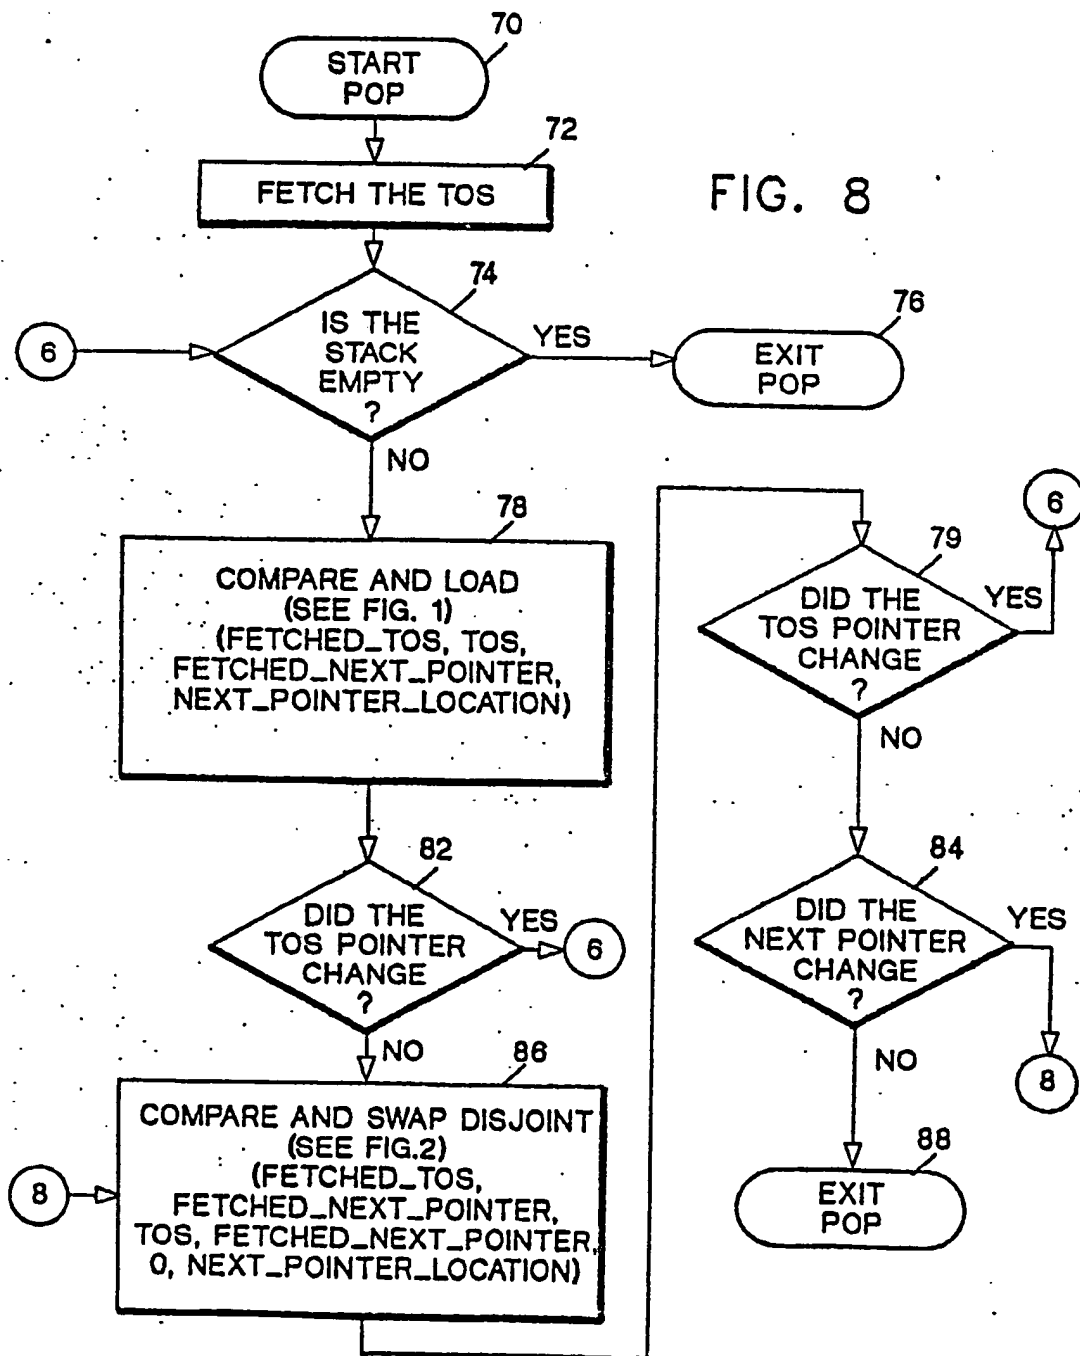 70
START
POP
72
FETCH THE TOS
FIG. 8
74
IS THE
STACK
EMPTY
?
YES
76
EXIT
POP
6
NO
78
COMPARE AND LOAD
(SEE FIG. 1)
(FETCHED_TOS, TOS,
FETCHED_NEXT_POINTER,
NEXT_POINTER_LOCATION)
82
DID THE
TOS POINTER
CHANGE
?
YES
6
NO
86
COMPARE AND SWAP DISJOINT
(SEE FIG.2)
(FETCHED_TOS,
FETCHED_NEXT_POINTER,
TOS, FETCHED_NEXT_POINTER,
0, NEXT_POINTER_LOCATION)
8
6
79
DID THE
TOS POINTER
CHANGE
?
YES
NO
84
DID THE
NEXT POINTER
CHANGE
?
YES
8
NO
88
EXIT
POP